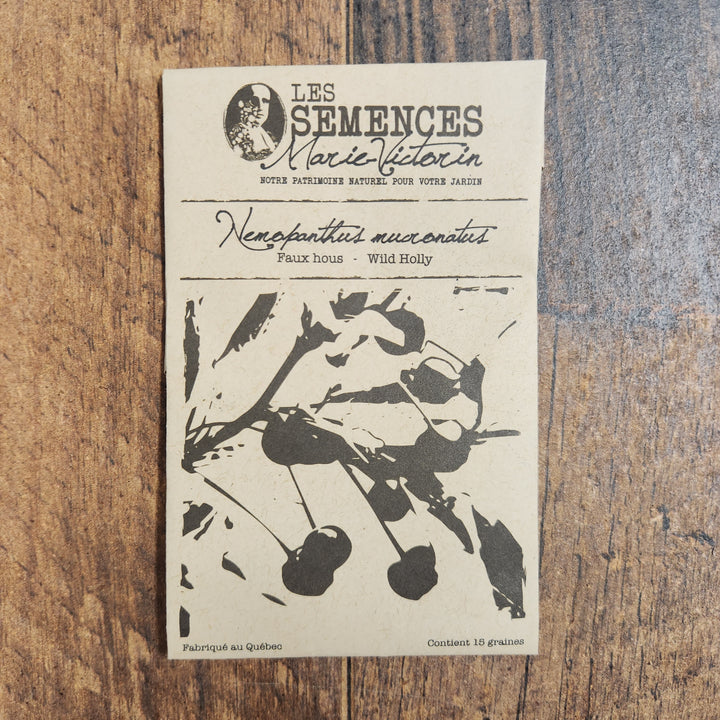 LES
SEMENCES
Marie-Victorin
NOTRE PATRIMOINE NATUREL POUR VOTRE JARDIN
Nemopanthus mucronatus
Faux hous - Wild Holly
Fabriqué au Québec
Contient 15 graines